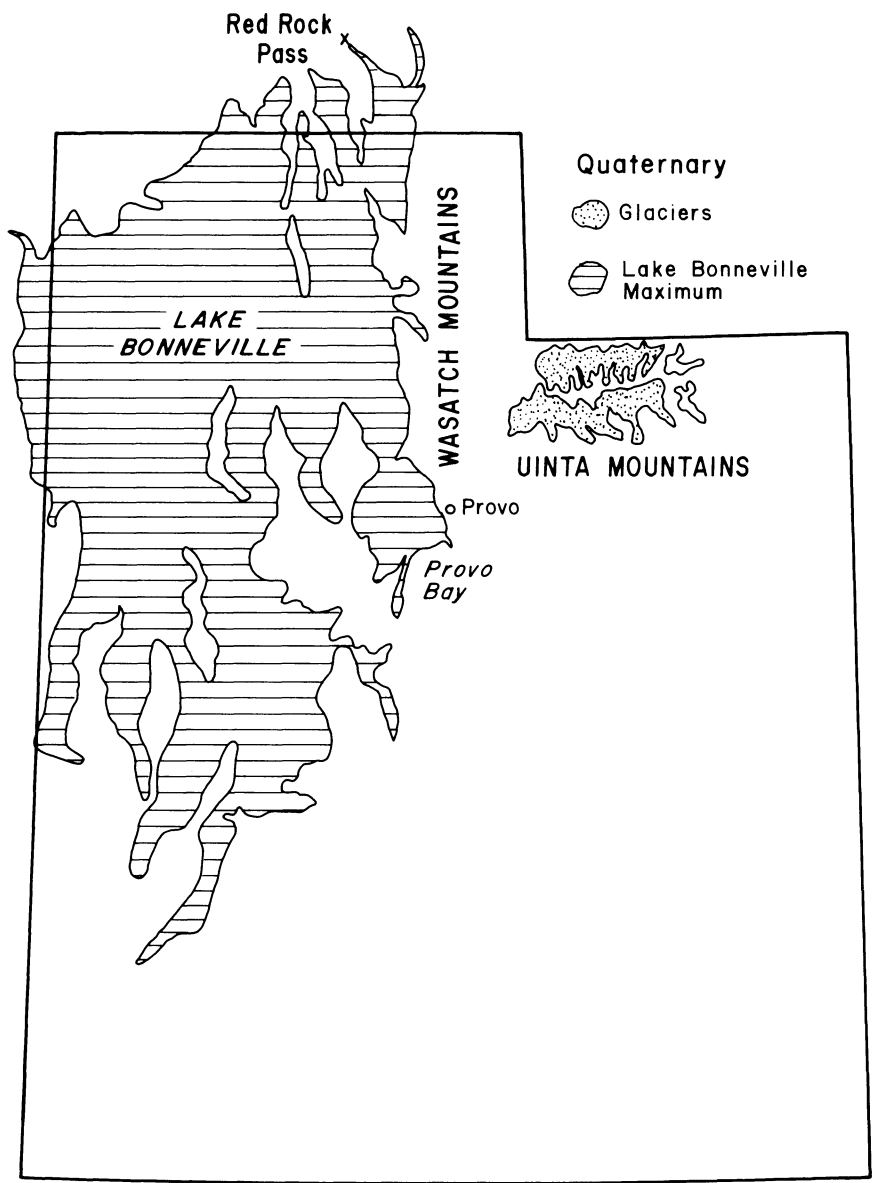 Red Rock
Pass
Quaternary
Glaciers
Lake Bonneville
Maximum
WASATCH MOUNTAINS
LAKE
BONNEVILLE
UINTA MOUNTAINS
Provo
Provo
Bay